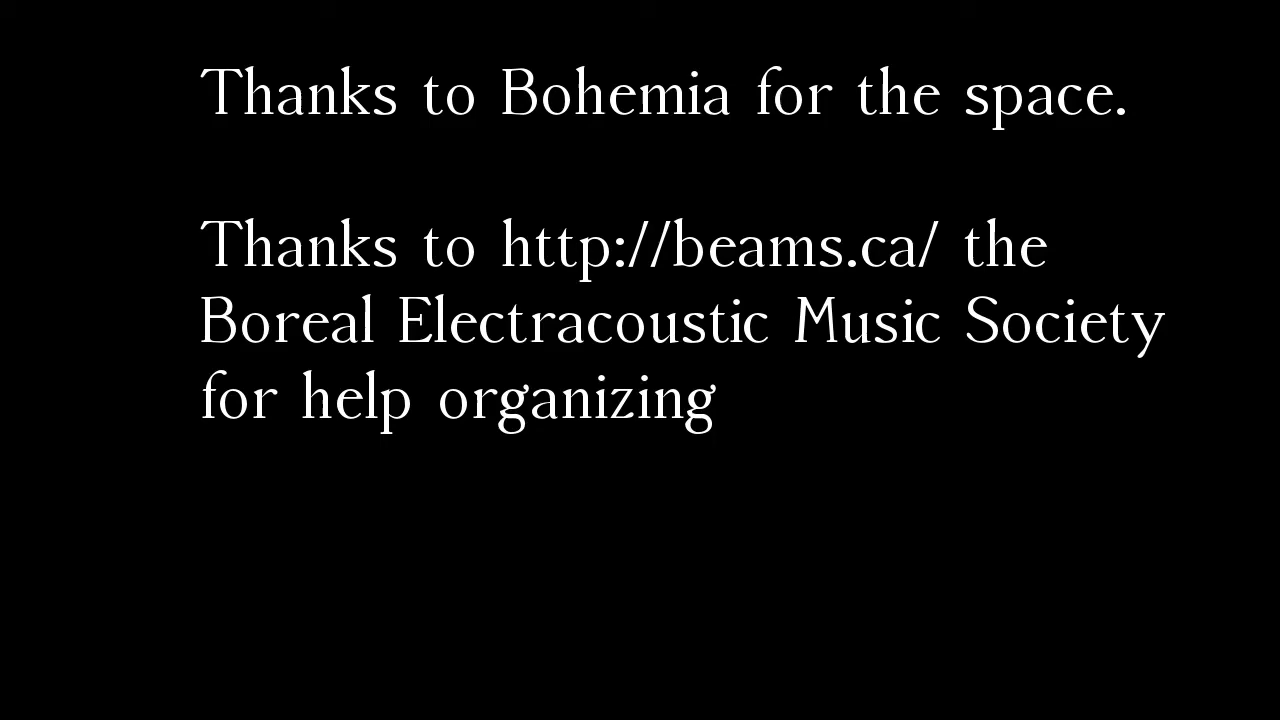 Thanks to Bohemia for the space.
Thanks to http://beams.ca/ the
Boreal Electracoustic Music Society
for help organizing